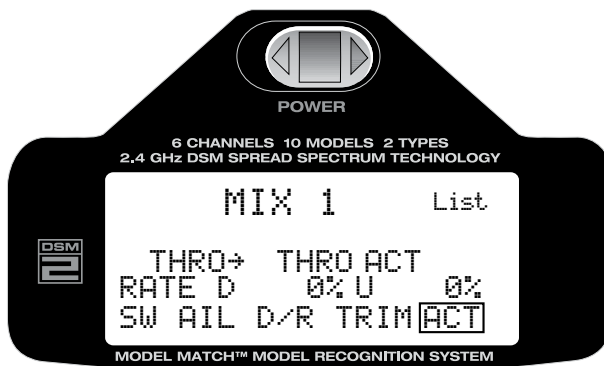 POWER
6 CHANNELS 10 MODELS 2 TYPES
2.4 GHz DSM SPREAD SPECTRUM TECHNOLOGY
DSM
2
MIX 1 List
THRO→ THRO ACT
RATE D 0% U 0%
SW AIL D/R TRIM ACT
MODEL MATCH™ MODEL RECOGNITION SYSTEM